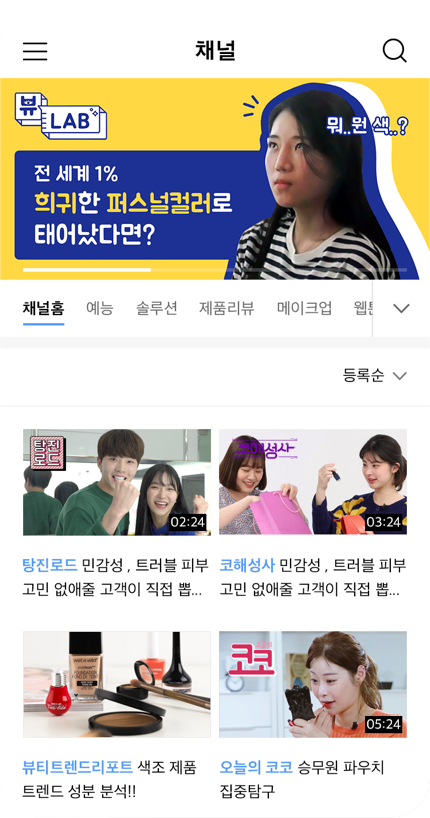 채널
뷰 LAB
뭐..뭔 색..?
전 세계 1%
희귀한 퍼스널컬러로
태어났다면?
채널홈 예능 솔루션 제품리뷰 메이크업
등록순
탕진
로드
02:24
코해성사
03:24
탕진로드 민감성 , 트러블 피부
고민 없애줄 고객이 직접 뽑...
코해성사 민감성 , 트러블 피부
고민 없애줄 고객이 직접 뽑...
wet n wild
FOUNDATION
코코
05:24
뷰티트렌드리포트 색조 제품
트렌드 성분 분석!!
오늘의 코코 승무원 파우치
집중탐구